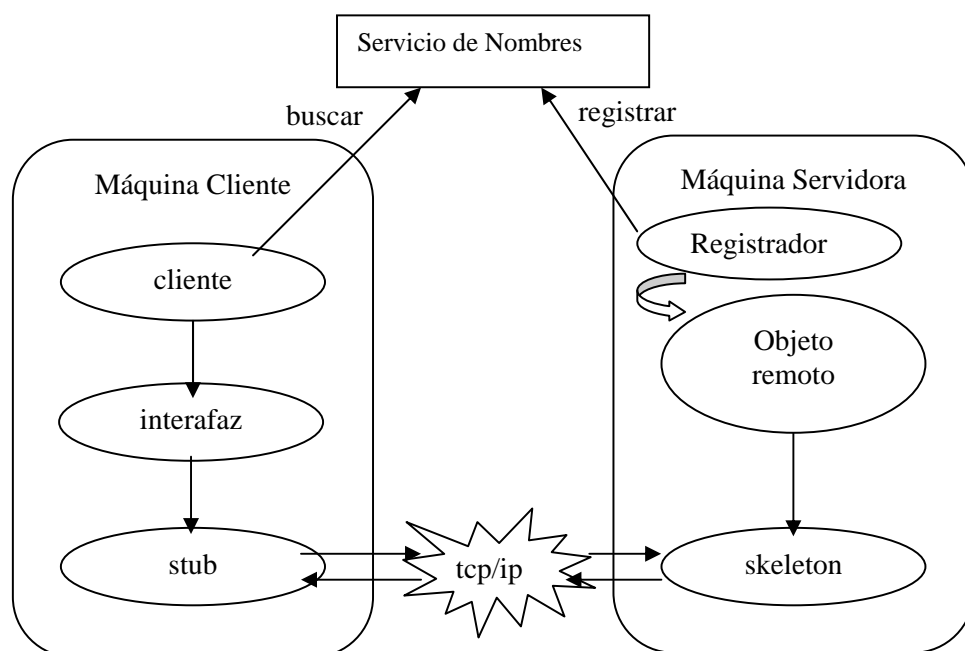 Servicio de Nombres
buscar
registrar
Máquina Cliente
Máquina Servidora
cliente
Registrador
Objeto
remoto
interafaz
stub
tcp/ip
skeleton